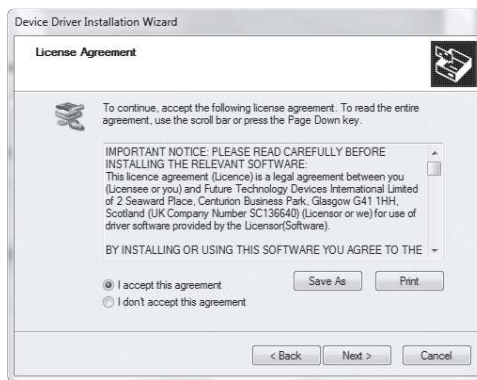 Device Driver Installation Wizard
License Agreement
To continue, accept the following license agreement. To read the entire
agreement, use the scroll bar or press the Page Down key.
IMPORTANT NOTICE: PLEASE READ CAREFULLY BEFORE
INSTALLING THE RELEVANT SOFTWARE:
This licence agreement (Licence) is a legal agreement between you
(Licensee or you) and Future Technology Devices International Limited
of 2 Seaward Place, Centurion Business Park, Glasgow G41 1HH,
Scotland (UK Company Number SC136640) (Licensor or we) for use of
driver software provided by the Licensor(Software).
BY INSTALLING OR USING THIS SOFTWARE YOU AGREE TO THE
I accept this agreement
Save As
Print
I don't accept this agreement
< Back
Next >
Cancel